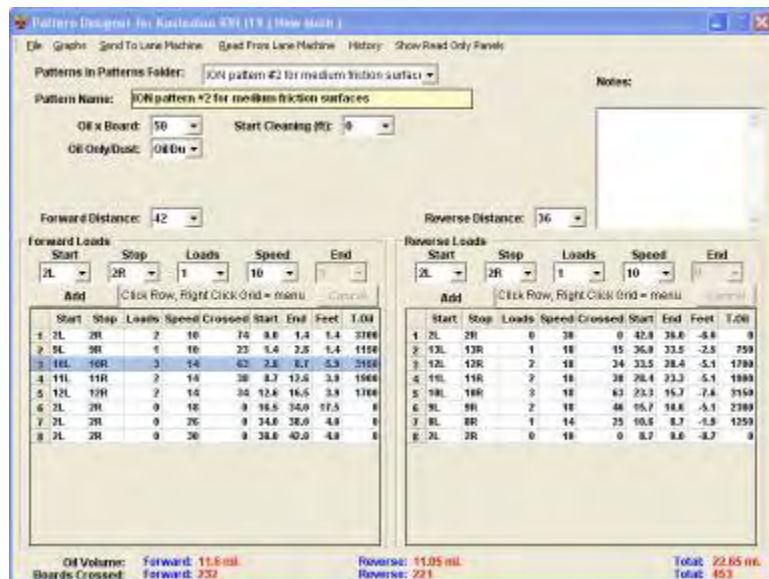 Pattern Designer for Kustodian
File Graphs Send To Lane Machine Read From Lane Machine History Show Read Only Panels
Patterns in Patterns Folder: ION pattern #2 for medium friction surfac
Notes:
Pattern Name: ION pattern #2 for medium friction surfaces
Oil x Board: 50 Start Cleaning (ft): 0
Oil Only/Dust: Oil/Du
Forward Distance: 42 Reverse Distance: 36
Forward Loads
Start Stop Loads Speed End
2L 2R 1 10
Add Click Row, Right Click Grid = menu Cancel
Start Stop Loads Speed Crossed Start End Feet T.Oil
1 2L 2R 2 10 74 0.0 1.4 1.4 3700
2 9L 9R 1 10 23 1.4 2.8 1.4 1150
3 10L 10R 3 14 63 2.8 8.7 5.9 3150
4 11L 11R 2 14 38 8.7 12.6 3.9 1900
5 12L 12R 2 14 34 12.6 16.5 3.9 1700
6 2L 2R 0 18 0 16.5 34.0 17.5 0
7 2L 2R 0 26 0 34.0 38.0 4.0 0
8 2L 2R 0 30 0 38.0 42.0 4.0 0
Reverse Loads
Start Stop Loads Speed End
2L 2R 1 10 0
Add Click Row, Right Click Grid = menu Cancel
Start Stop Loads Speed Crossed Start End Feet T.Oil
1 2L 2R 0 30 0 42.0 36.0 -6.0 0
2 13L 13R 1 18 15 36.0 33.5 -2.5 750
3 12L 12R 2 18 34 33.5 28.4 -5.1 1700
4 11L 11R 2 18 38 28.4 23.3 -5.1 1900
5 10L 10R 3 18 63 23.3 15.7 -7.6 3150
6 9L 9R 2 18 46 15.7 10.6 -5.1 2300
7 8L 8R 1 14 25 10.6 8.7 -1.9 1250
8 2L 2R 0 10 0 8.7 0.0 -8.7 0
Oil Volume: Forward: 11.6 ml. Reverse: 11.05 ml. Total: 22.65 ml.
Boards Crossed: Forward: 232 Reverse: 221 Total: 453